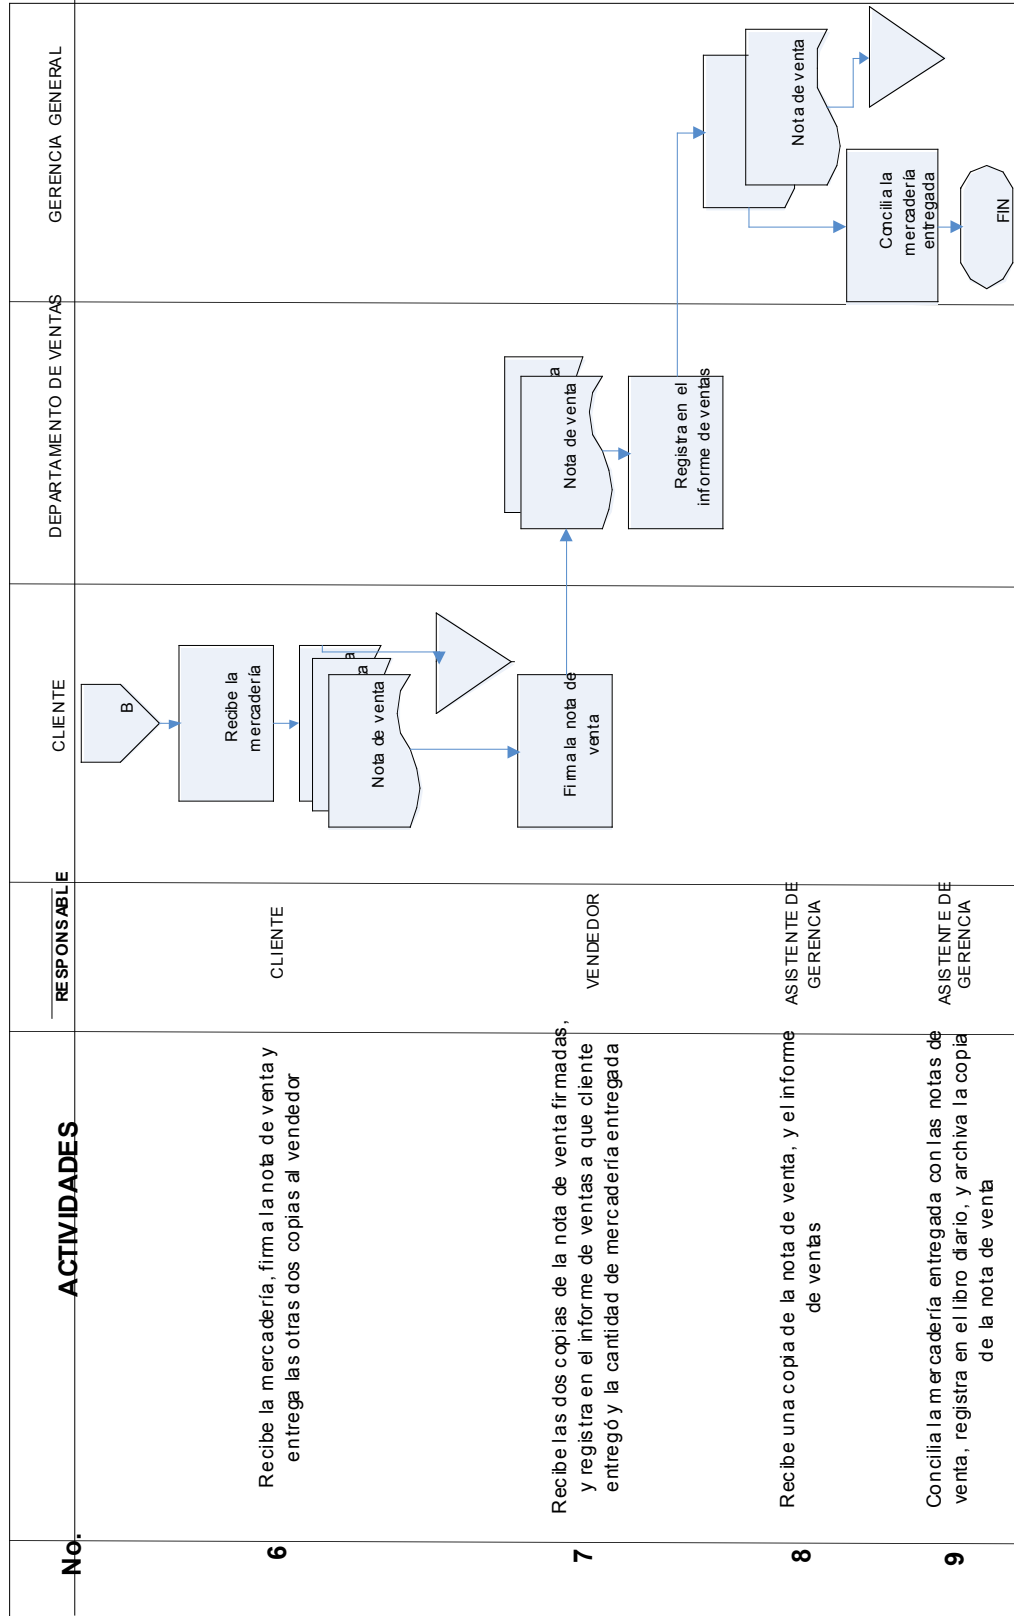 No.
ACTIVIDADES
RESPONSABLE
CLIENTE
DEPARTAMENTO DE VENTAS
GERENCIA GENERAL
6
Recibe la mercadería, firma la nota de venta y
entrega las otras dos copias al vendedor
CLIENTE
B
Recibe la
mercadería
a
a
Nota de venta
7
Recibe las dos copias de la nota de venta firmadas,
y registra en el informe de ventas a que cliente
entregó y la cantidad de mercadería entregada
VENDEDOR
Firma la nota de
venta
a
Nota de venta
Registra en el
informe de ventas
8
Recibe una copia de la nota de venta, y el informe
de ventas
ASISTENTE DE
GERENCIA
Nota de venta
9
Concilia la mercadería entregada con las notas de
venta, registra en el libro diario, y archiva la copia
de la nota de venta
ASISTENTE DE
GERENCIA
Concilia la
mercadería
entregada
FIN